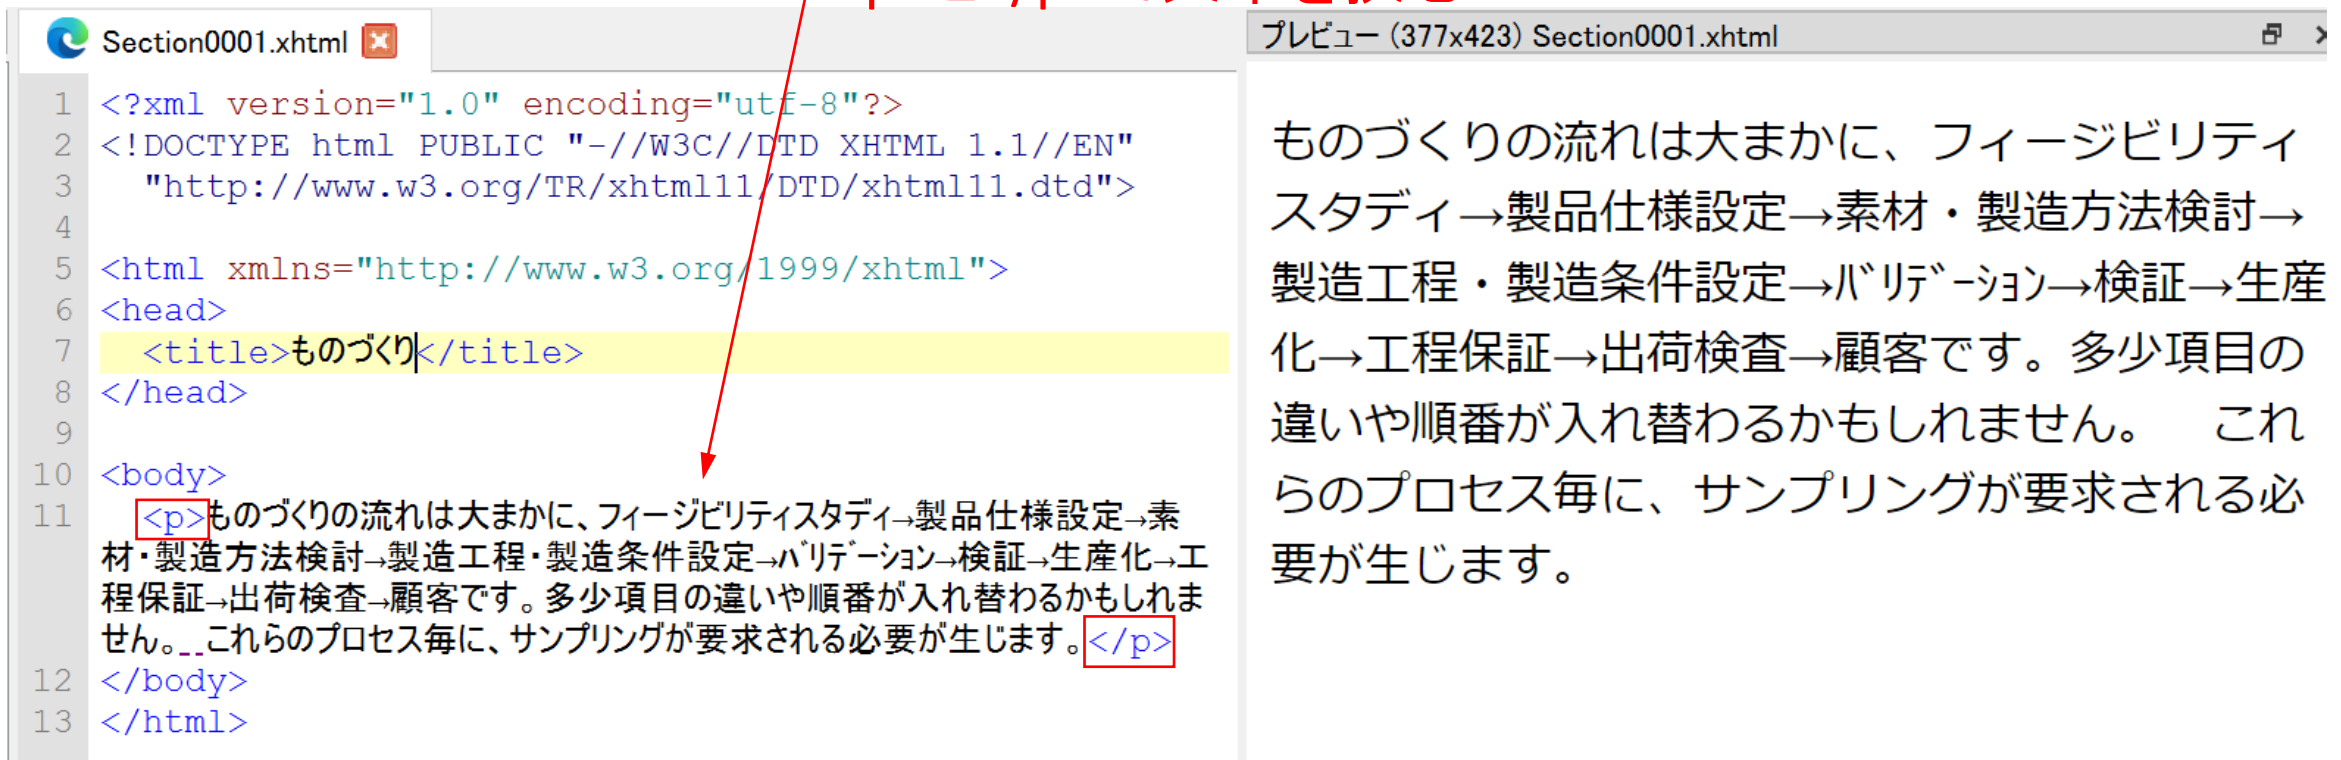 Section0001.xhtml
プレビュー (377x423) Section0001.xhtml
1 <?xml version="1.0" encoding="utf-8"?>
2 <!DOCTYPE html PUBLIC "-//W3C//DTD XHTML 1.1//EN"
3 "http://www.w3.org/TR/xhtml11/DTD/xhtml11.dtd">
4
5 <html xmlns="http://www.w3.org/1999/xhtml">
6 <head>
7 <title>ものづくり</title>
8 </head>
9
10 <body>
11 <p>ものづくりの流れは大まかに、フィージビリティスタディ→製品仕様設定→素
材・製造方法検討→製造工程・製造条件設定→ﾊﾞﾘﾃﾞｰｼｮﾝ→検証→生産化→工
程保証→出荷検査→顧客です。多少項目の違いや順番が入れ替わるかもしれま
せん。　これらのプロセス毎に、サンプリングが要求される必要が生じます。</p>
12 </body>
13 </html>
ものづくりの流れは大まかに、フィージビリティ
スタディ→製品仕様設定→素材・製造方法検討→
製造工程・製造条件設定→ﾊﾞﾘﾃﾞｰｼｮﾝ→検証→生産
化→工程保証→出荷検査→顧客です。多少項目の
違いや順番が入れ替わるかもしれません。　これ
らのプロセス毎に、サンプリングが要求される必
要が生じます。